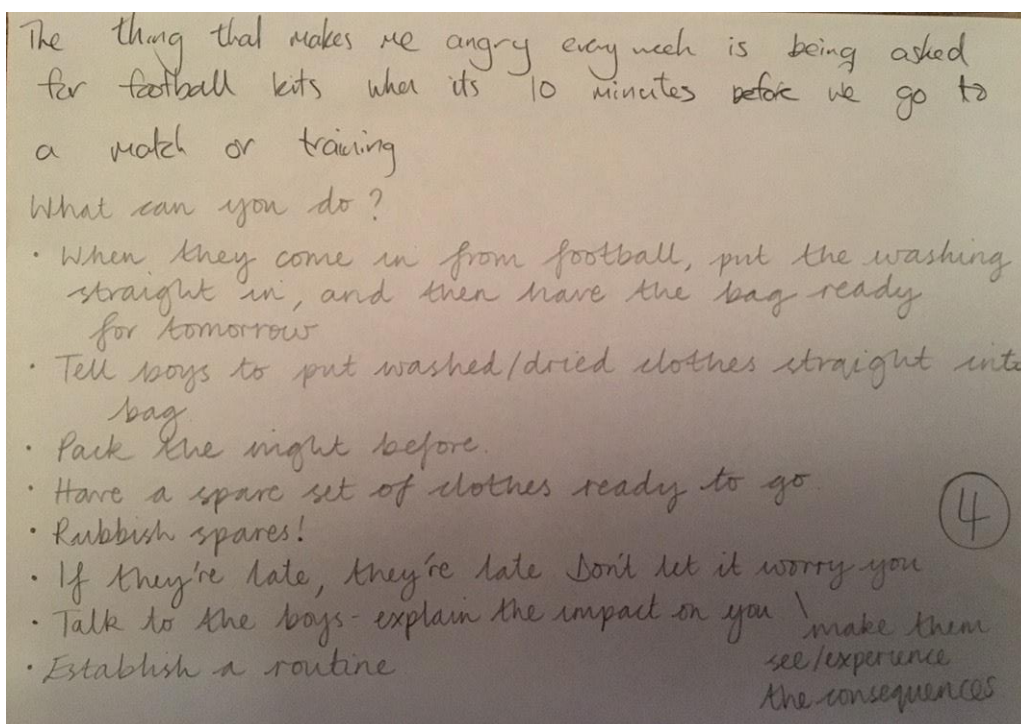 The thing that makes me angry every week is being asked
for football kits when its 10 minutes before we go to
a match or training
What can you do?
· When they come in from football, put the washing
straight in, and then have the bag ready
for tomorrow
· Tell boys to put washed/dried clothes straight into
bag
· Pack the night before.
· Have a spare set of clothes ready to go.
· Rubbish spares!
4
· If they're late, they're late Don't let it worry you
· Talk to the boys - explain the impact on you \ make them
see/experience
the consequences
· Establish a routine